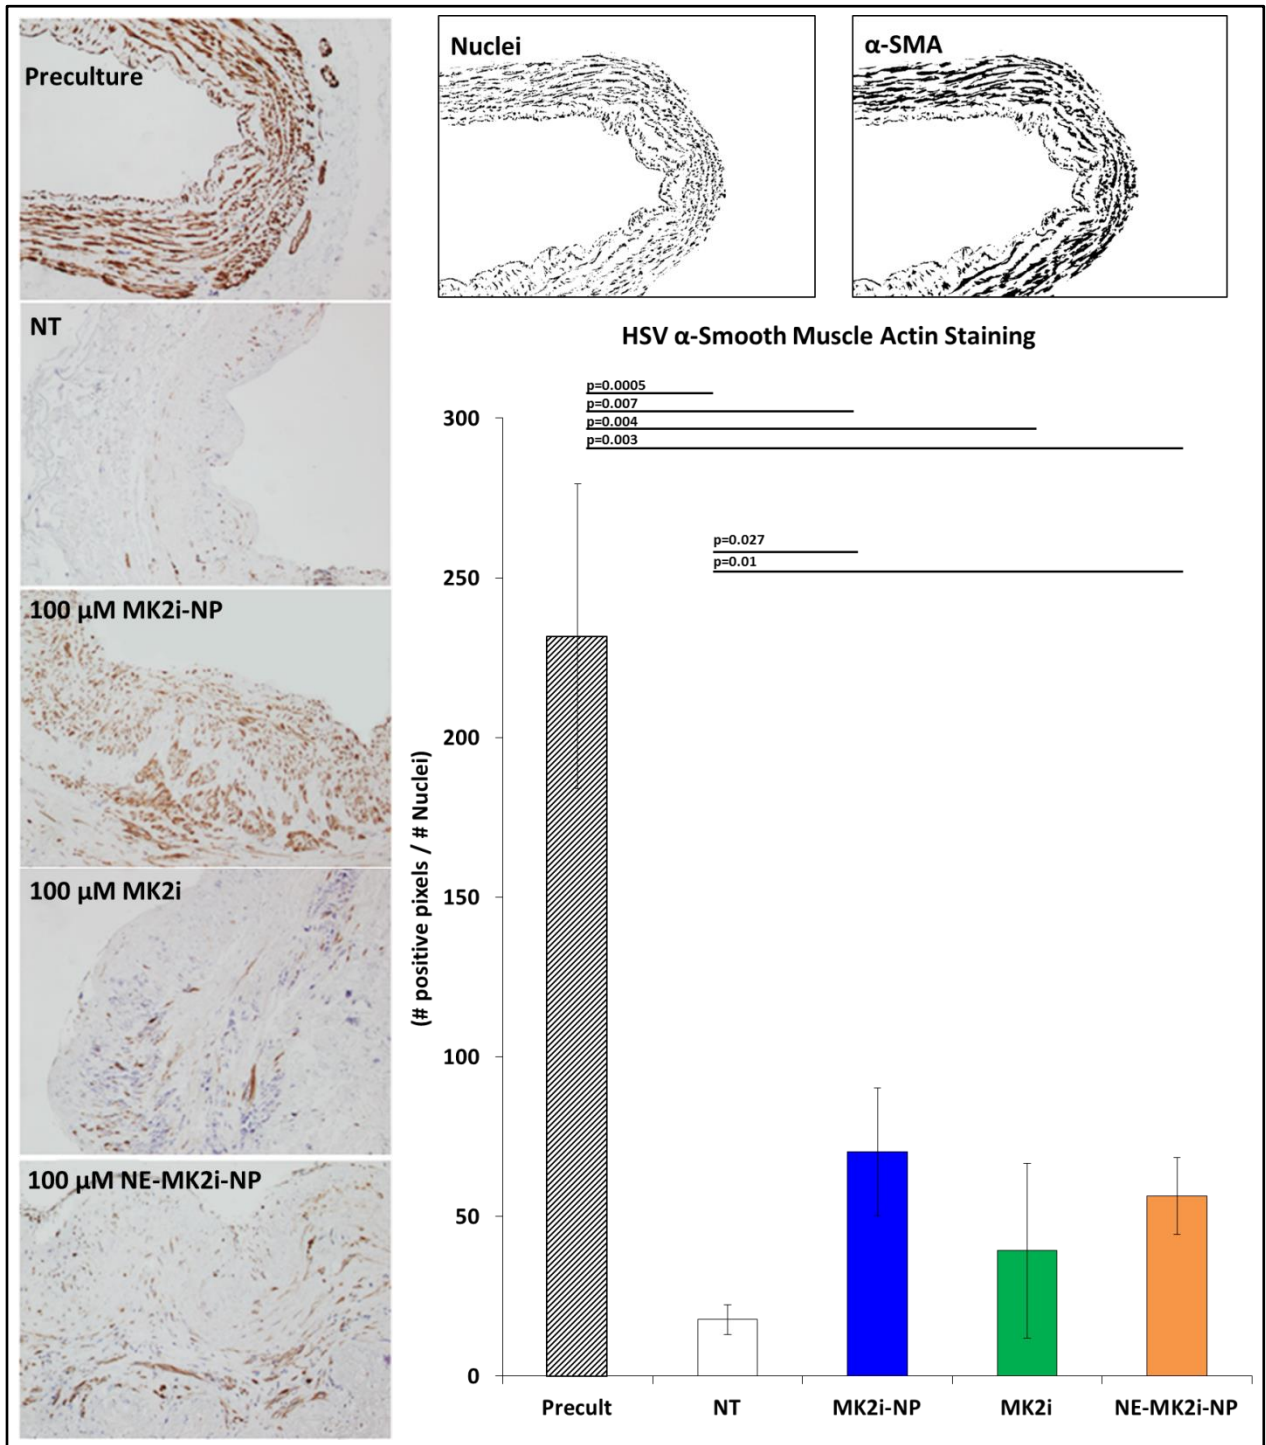 Preculture
NT
100 µM MK2i-NP
100 µM MK2i
100 µM NE-MK2i-NP
Nuclei
α-SMA
HSV α-Smooth Muscle Actin Staining
p=0.0005
p=0.007
p=0.004
p=0.003
p=0.027
p=0.01
(# positive pixels / # Nuclei)
300
250
200
150
100
50
0
Precult
NT
MK2i-NP
MK2i
NE-MK2i-NP